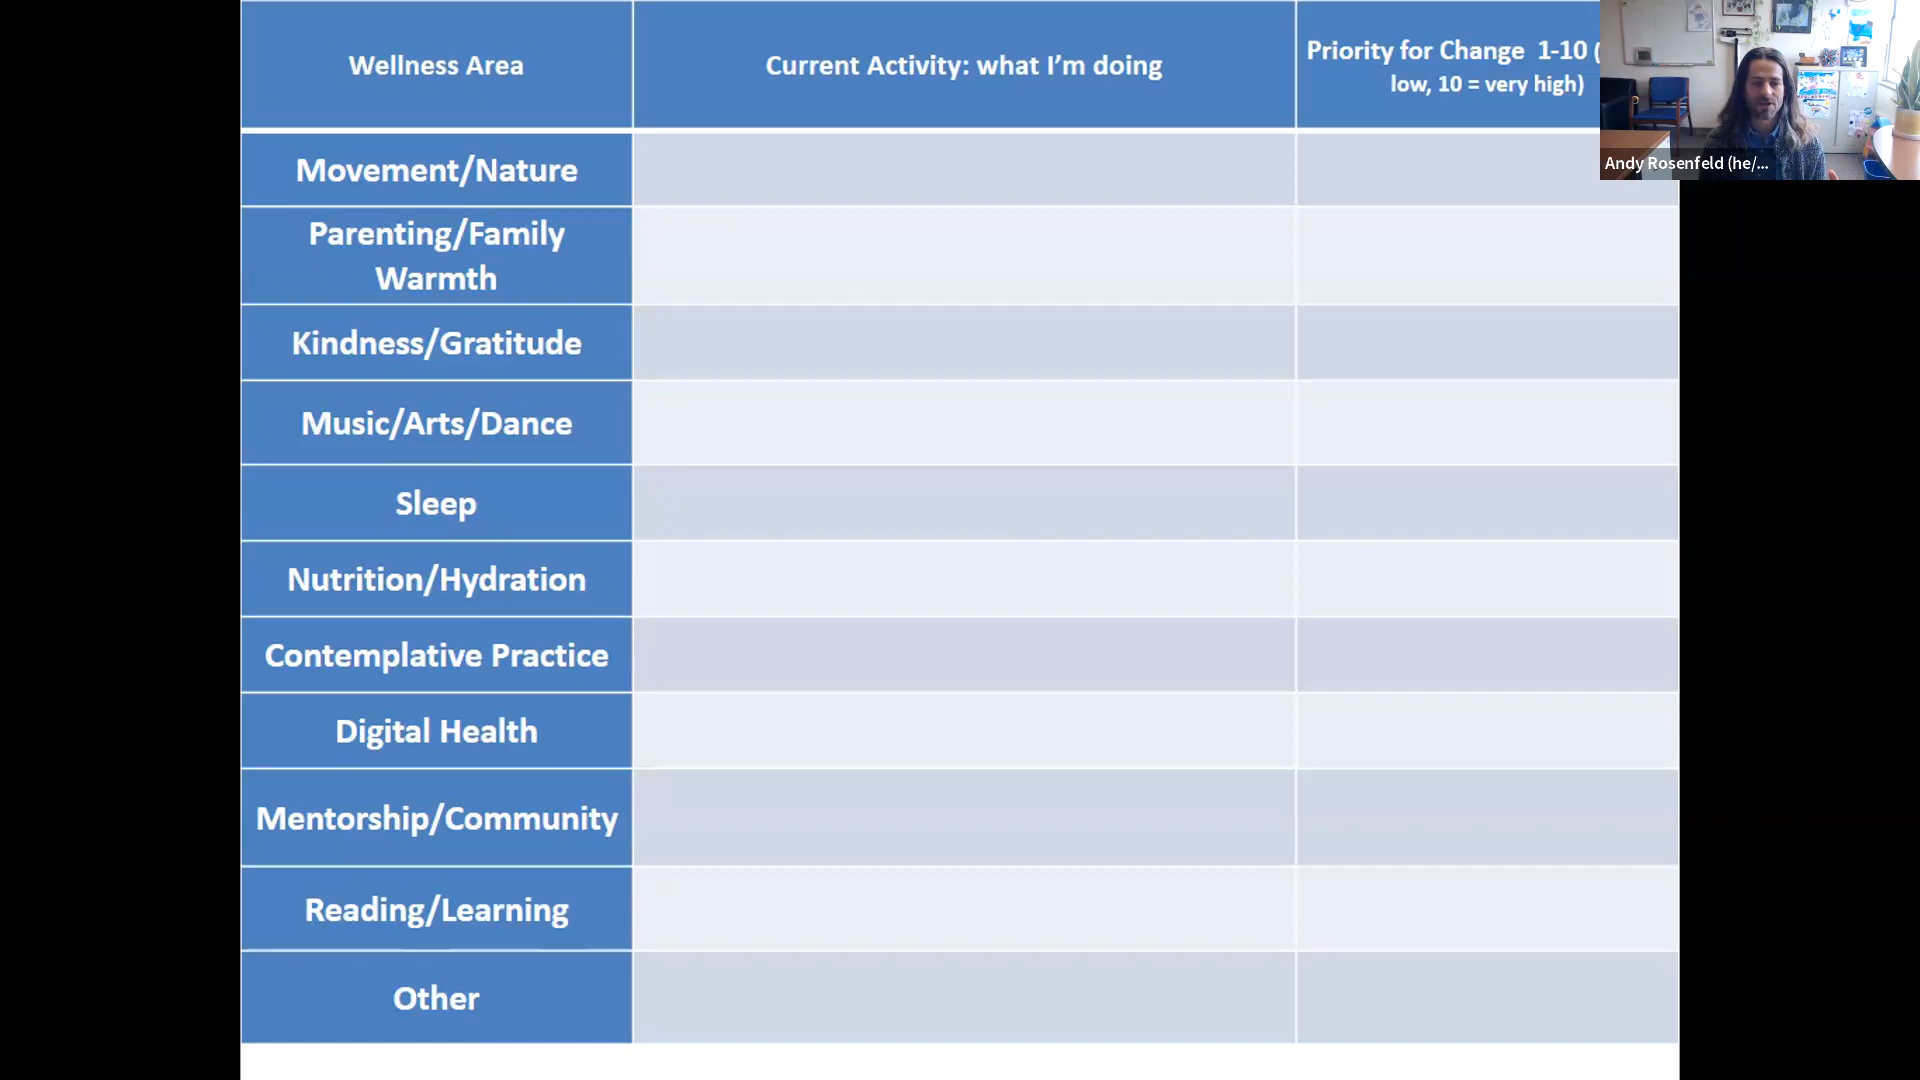 Wellness Area
Current Activity: what I'm doing
Priority for Change 1-10 (
low, 10 = very high)
Andy Rosenfeld (he/...
Movement/Nature
Parenting/Family
Warmth
Kindness/Gratitude
Music/Arts/Dance
Sleep
Nutrition/Hydration
Contemplative Practice
Digital Health
Mentorship/Community
Reading/Learning
Other